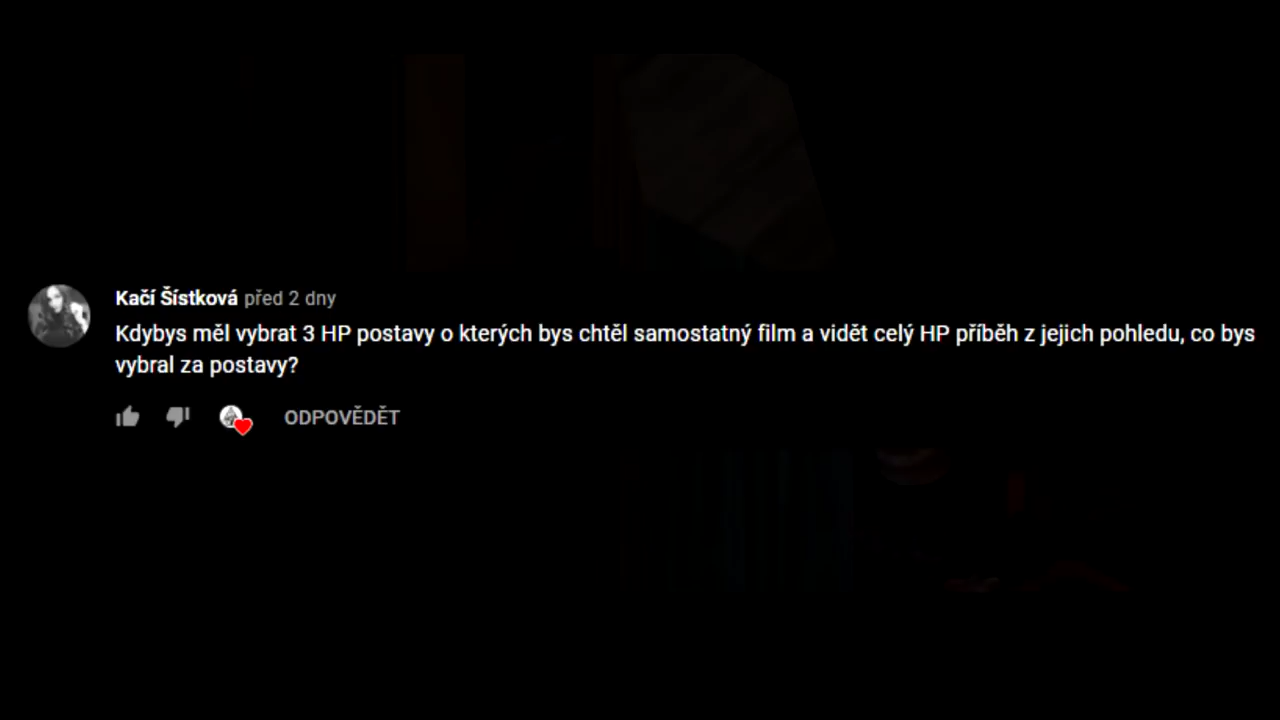 Kačí Šístková před 2 dny
Kdybys měl vybrat 3 HP postavy o kterých bys chtěl samostatný film a vidět celý HP příběh z jejich pohledu, co bys
vybral za postavy?
ODPOVĚDĚT